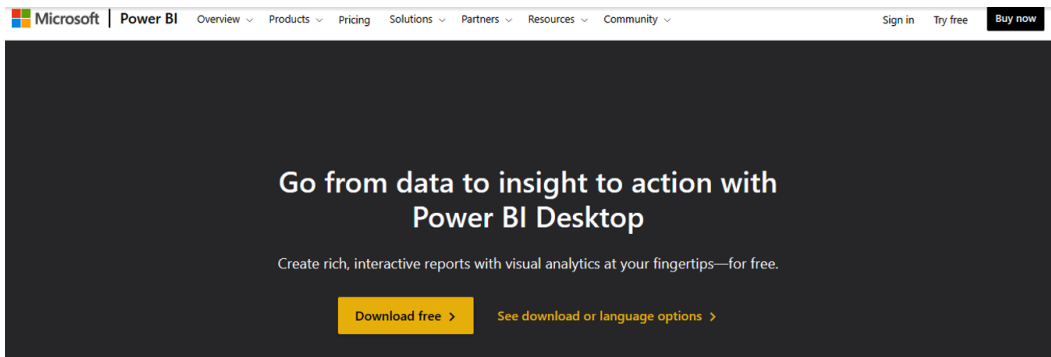 Microsoft | Power BI Overview Products Pricing Solutions Partners Resources Community Sign in Try free Buy now
Go from data to insight to action with
Power BI Desktop
Create rich, interactive reports with visual analytics at your fingertips—for free.
Download free > See download or language options >